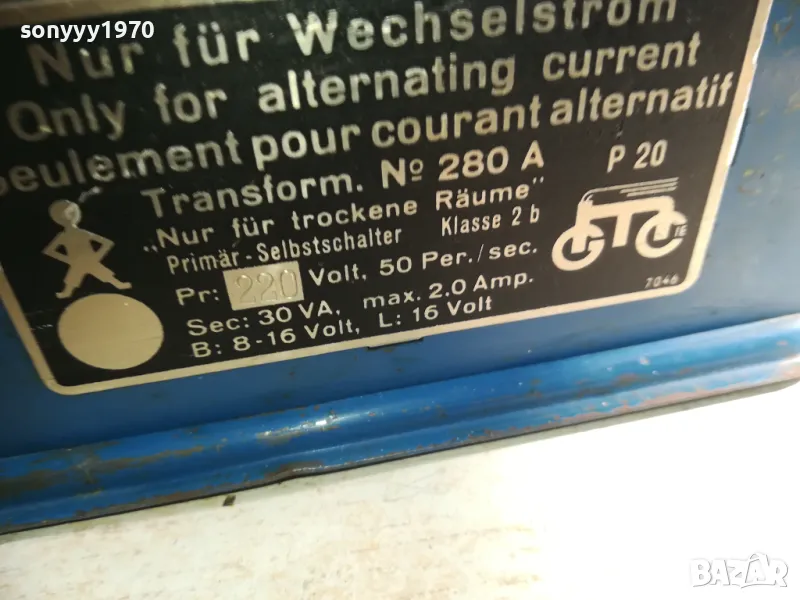 sonyyy1970
Nur für Wechselstrom
Only for alternating current
Seulement pour courant alternatif
Transform. Nº 280 A
P 20
„Nur für trockene Räume"
Primär-Selbstschalter Klasse 2 b
Pr: 220 Volt, 50 Per./sec.
Sec: 30 VA, max. 2.0 Amp.
B: 8-16 Volt, L: 16 Volt
7046
BAZAR